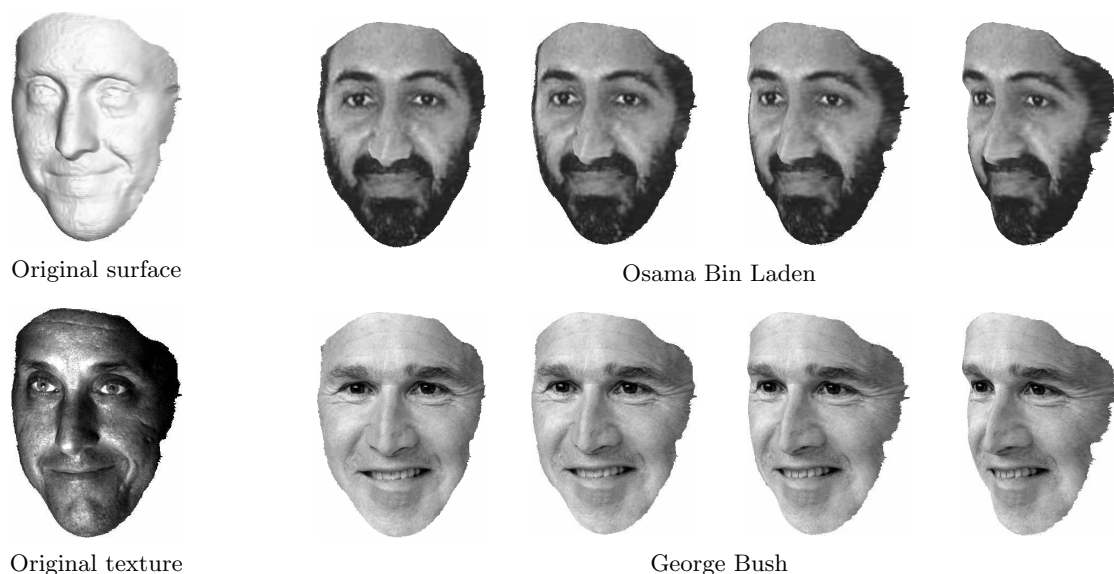 Original surface
Osama Bin Laden
Original texture
George Bush